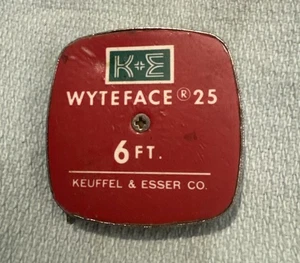 K+E
WYTEFACE® 25
6 FT.
KEUFFEL & ESSER CO.